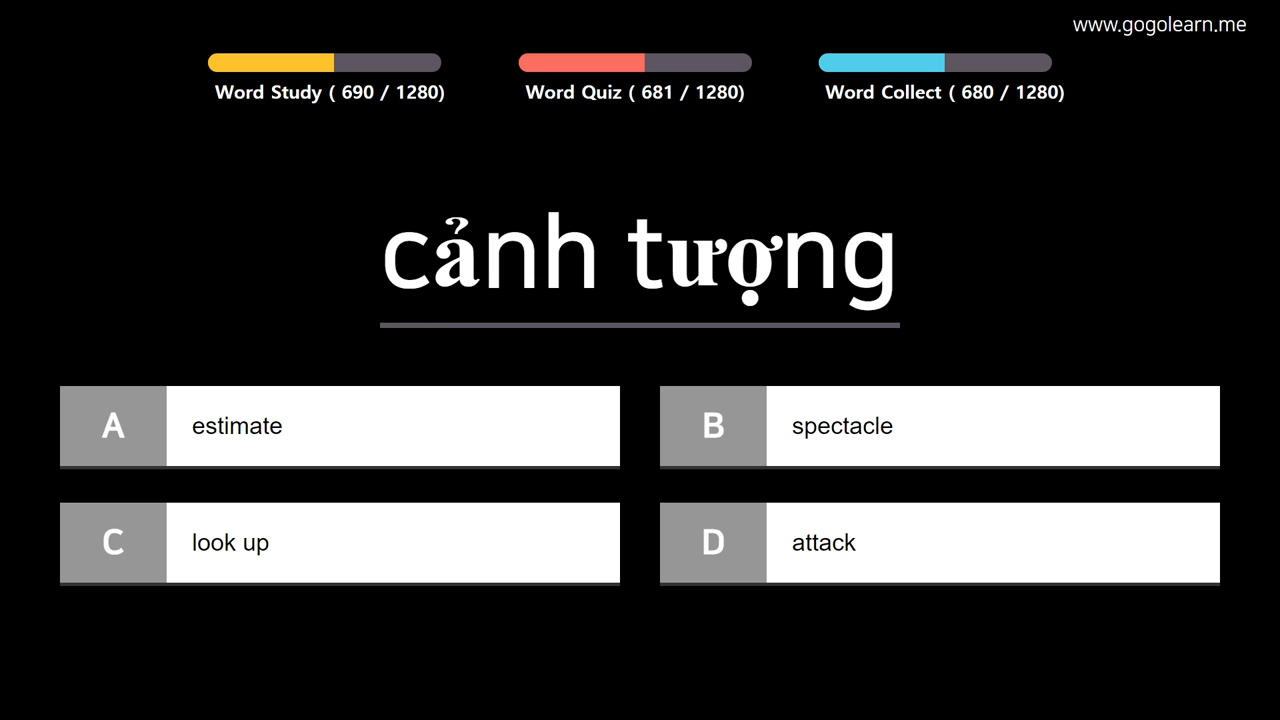 www.gogolearn.me
Word Study ( 690 / 1280)
Word Quiz ( 681 / 1280)
Word Collect ( 680 / 1280)
cảnh tượng
A estimate
B spectacle
C look up
D attack